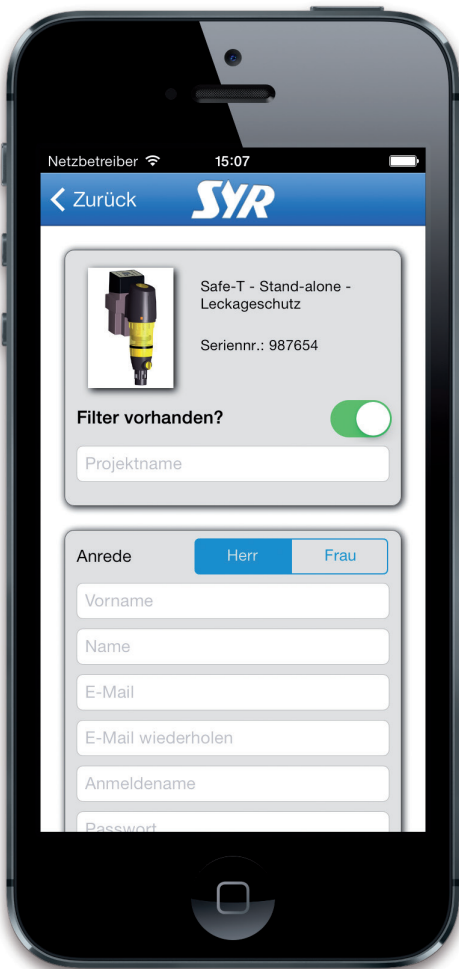 Netzbetreiber 15:07
Zurück SYR
Safe-T - Stand-alone -
Leckageschutz
Seriennr.: 987654
Filter vorhanden?
Projektname
Anrede Herr Frau
Vorname
Name
E-Mail
E-Mail wiederholen
Anmeldename
Passwort